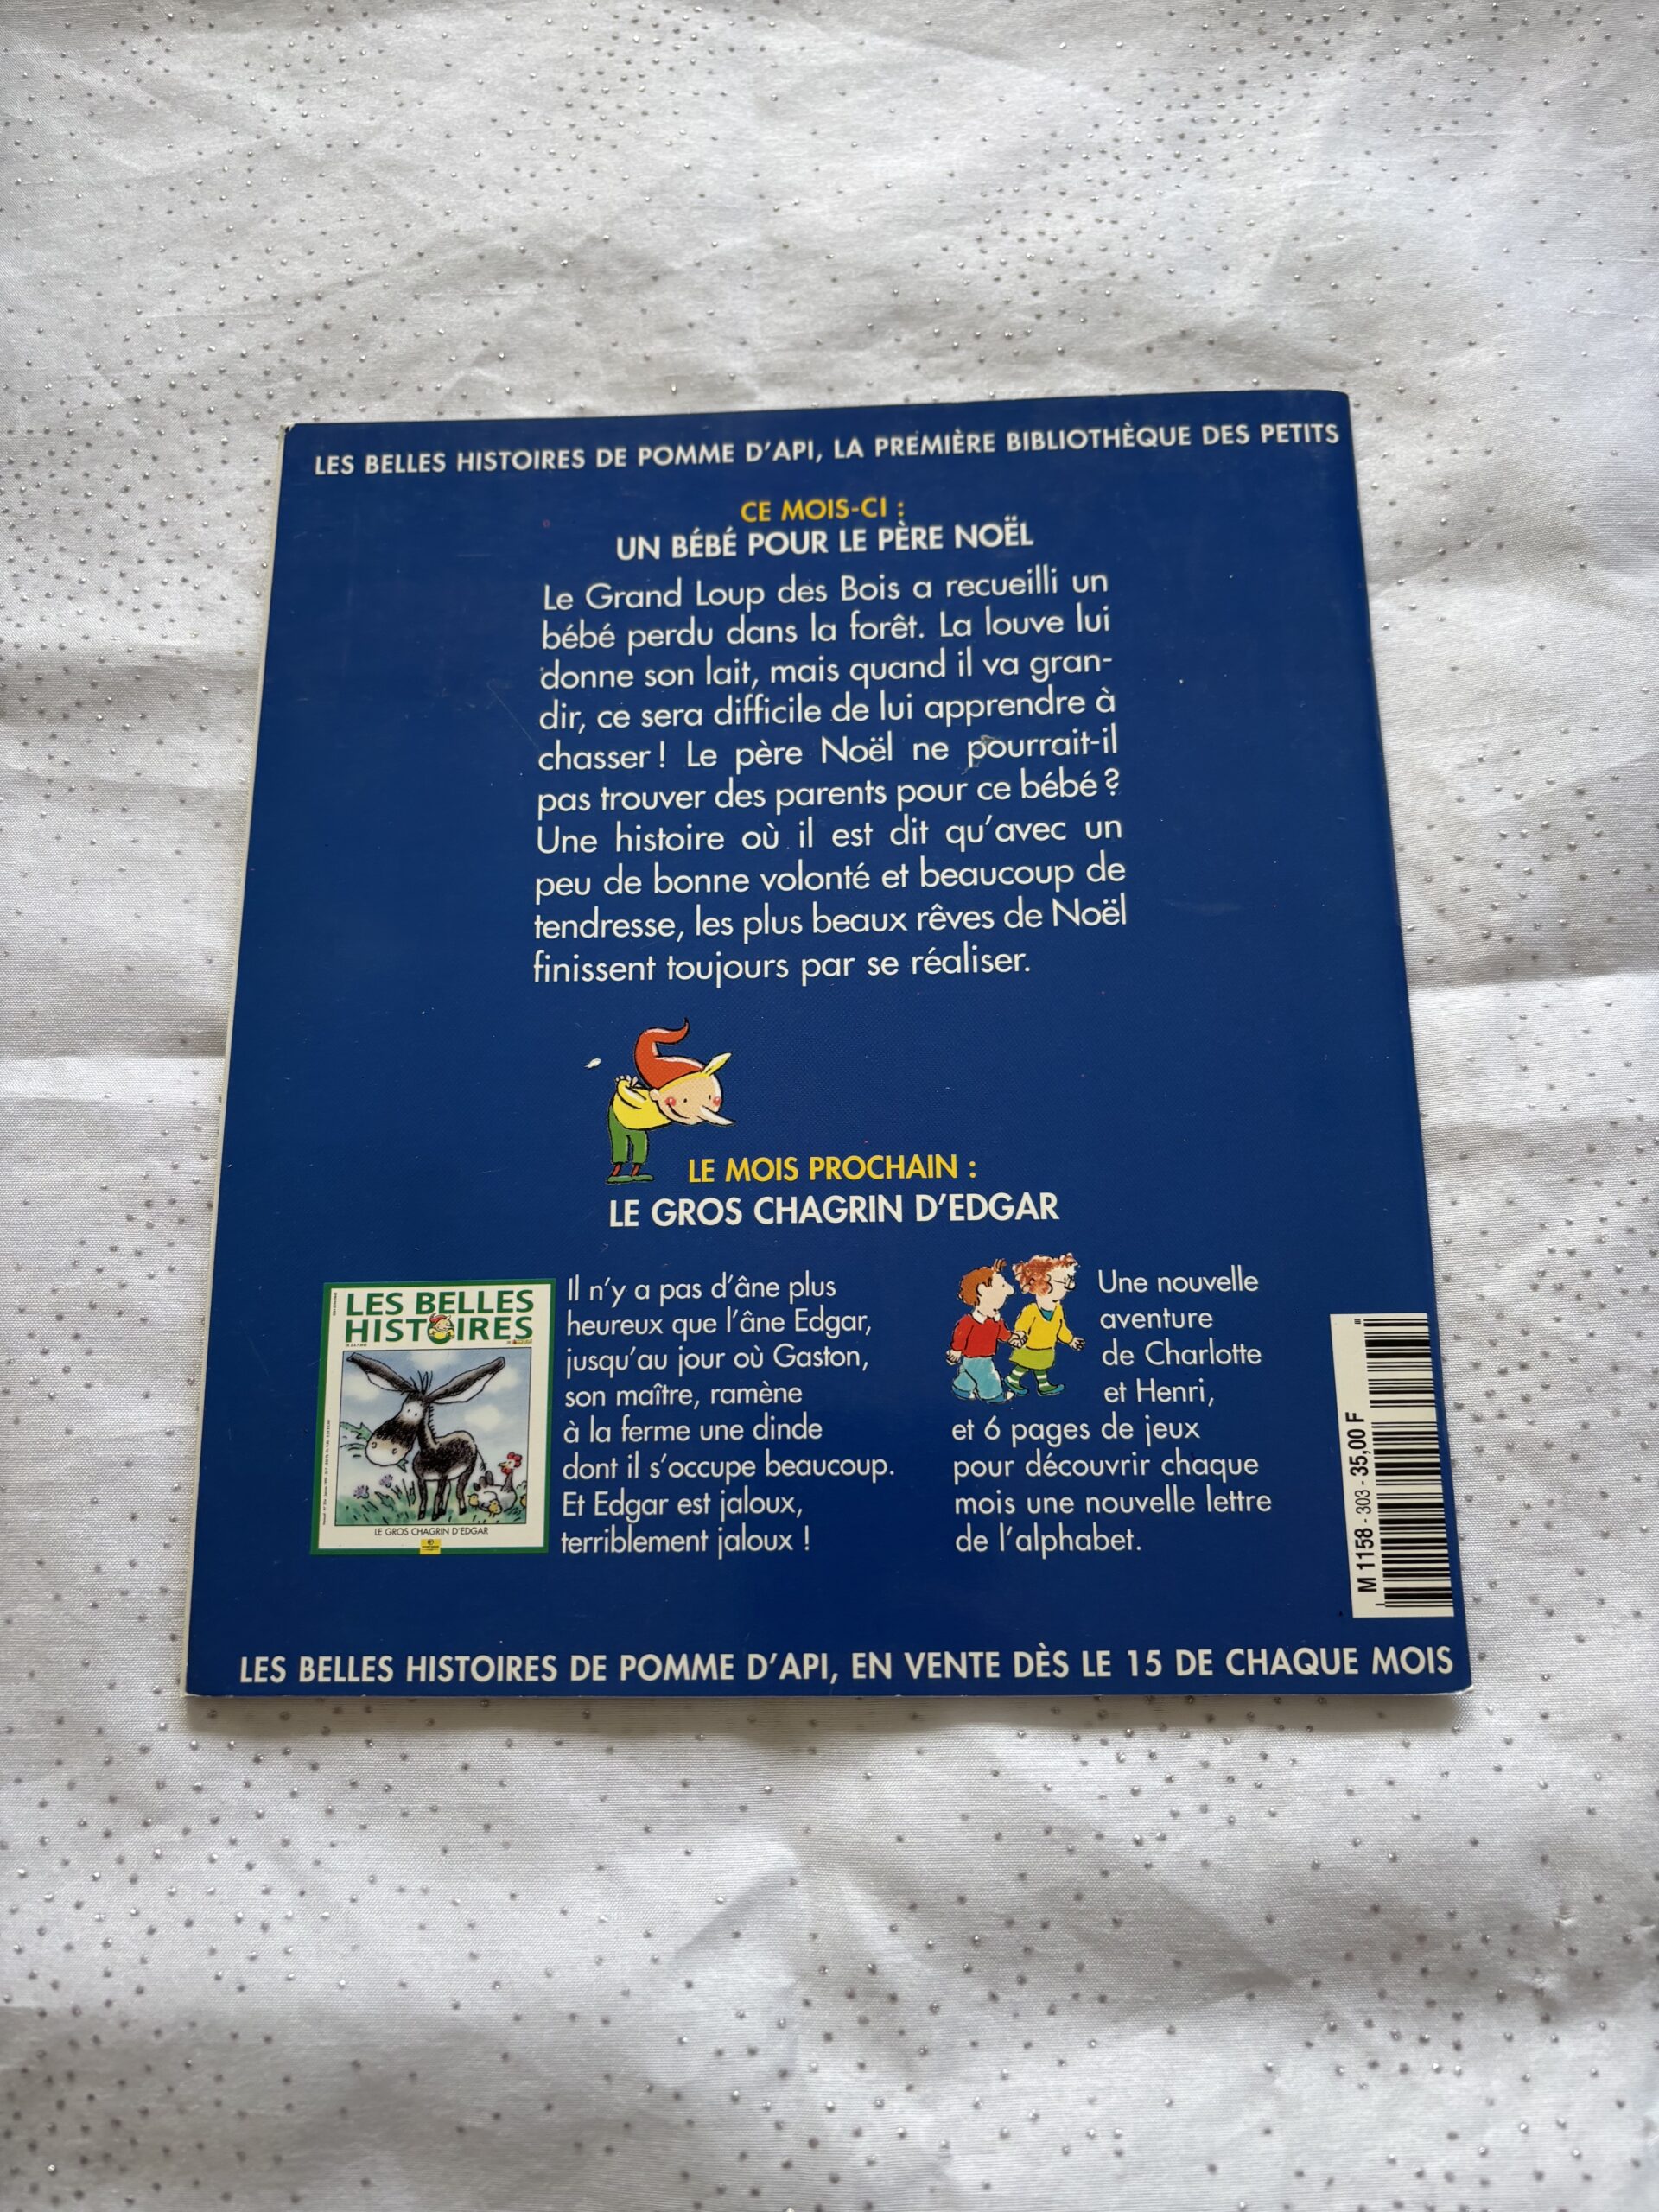 LES BELLES HISTOIRES DE POMME D'API, LA PREMIÈRE BIBLIOTHÈQUE DES PETITS
CE MOIS-CI :
UN BÉBÉ POUR LE PÈRE NOËL
Le Grand Loup des Bois a recueilli un
bébé perdu dans la forêt. La louve lui
donne son lait, mais quand il va gran-
dir, ce sera difficile de lui apprendre à
chasser ! Le père Noël ne pourrait-il
pas trouver des parents pour ce bébé ?
Une histoire où il est dit qu'avec un
peu de bonne volonté et beaucoup de
tendresse, les plus beaux rêves de Noël
finissent toujours par se réaliser.
LE MOIS PROCHAIN :
LE GROS CHAGRIN D'EDGAR
LES BELLES
HISTOIRES
LE GROS CHAGRIN D'EDGAR
Il n'y a pas d'âne plus
heureux que l'âne Edgar,
jusqu'au jour où Gaston,
son maître, ramène
à la ferme une dinde
dont il s'occupe beaucoup.
Et Edgar est jaloux,
terriblement jaloux !
Une nouvelle
aventure
de Charlotte
et Henri,
et 6 pages de jeux
pour découvrir chaque
mois une nouvelle lettre
de l'alphabet.
M 1158 - 303 - 35,00 F
LES BELLES HISTOIRES DE POMME D'API, EN VENTE DÈS LE 15 DE CHAQUE MOIS